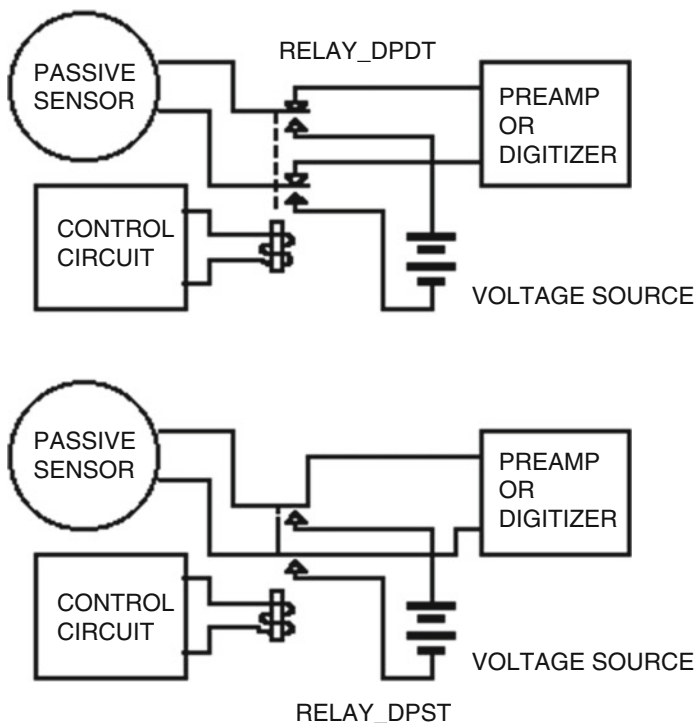 RELAY_DPDT
PASSIVE
SENSOR
PREAMP
OR
DIGITIZER
CONTROL
CIRCUIT
VOLTAGE SOURCE
PASSIVE
SENSOR
PREAMP
OR
DIGITIZER
CONTROL
CIRCUIT
VOLTAGE SOURCE
RELAY_DPST